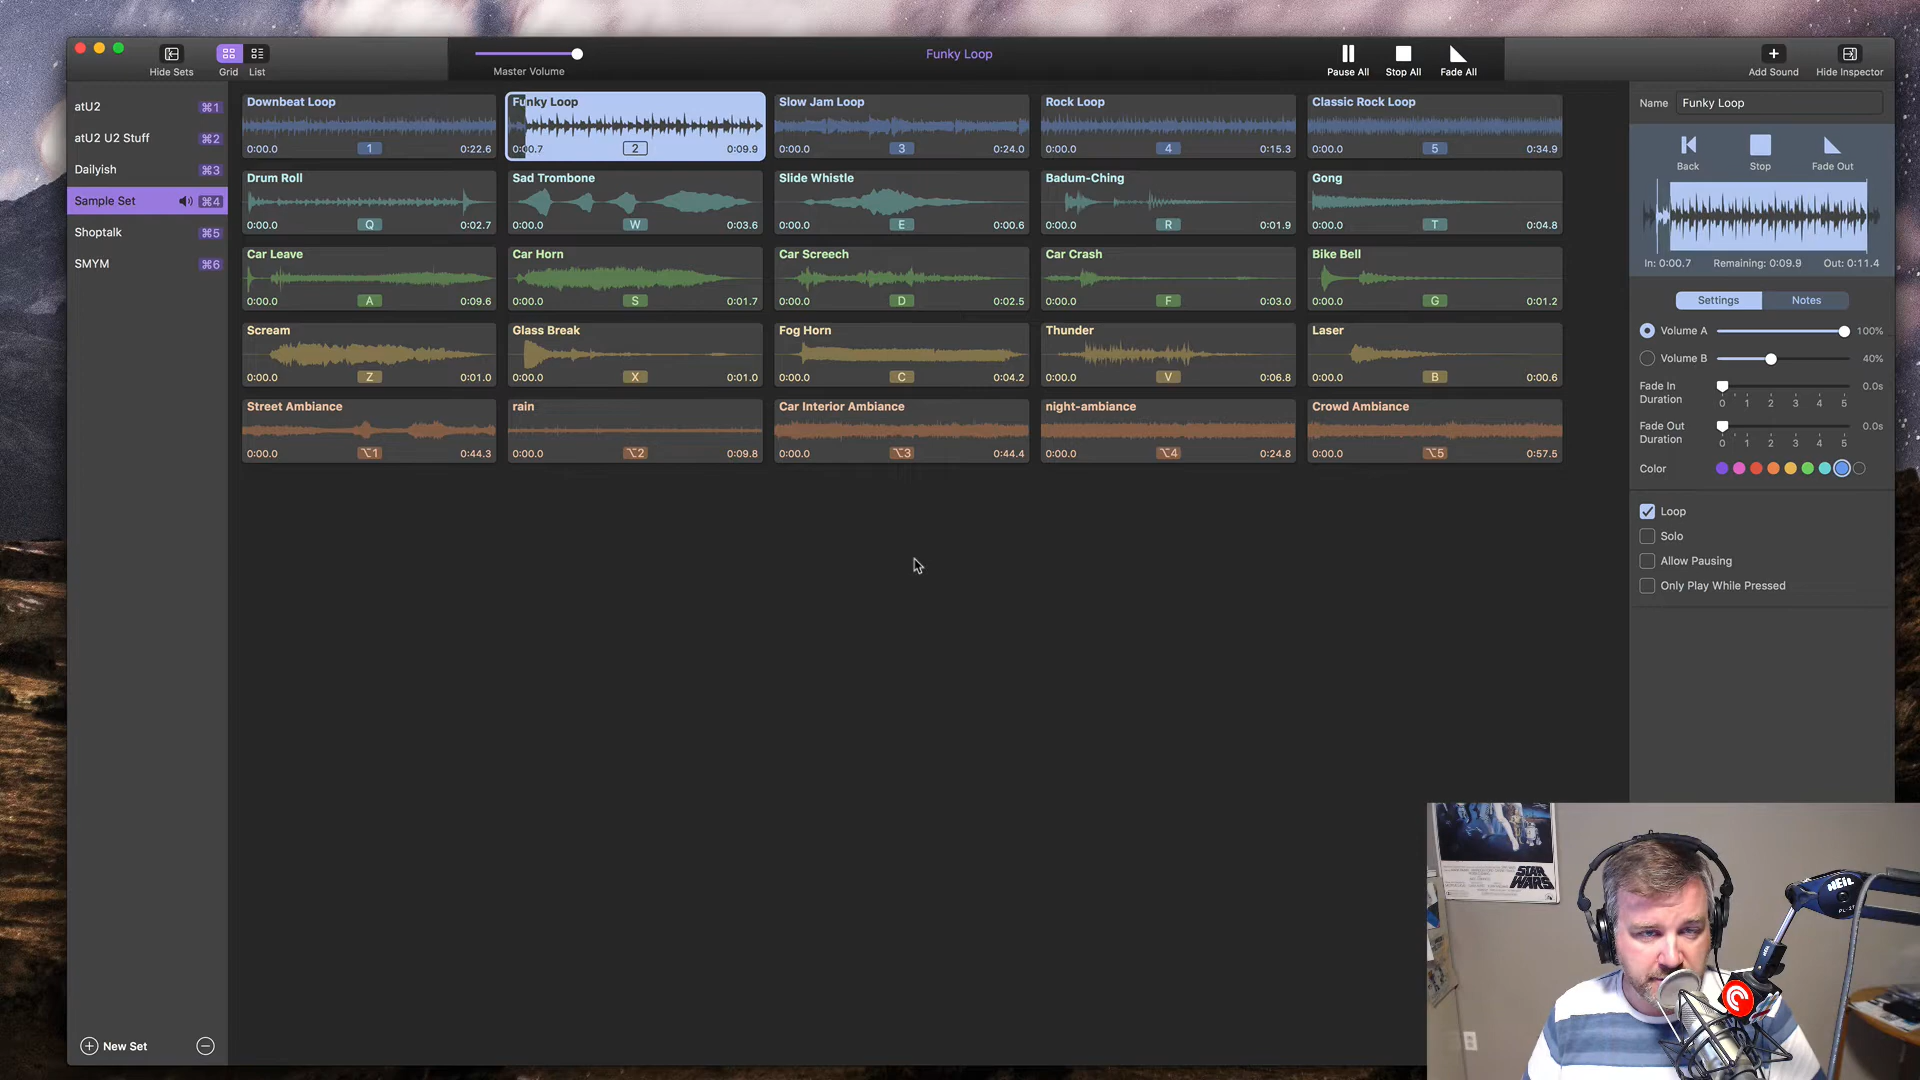 Hide Sets
Grid
List
Master Volume
Funky Loop
Pause All
Stop All
Fade All
Add Sound
Hide Inspector
atU2 ⌘1
atU2 U2 Stuff ⌘2
Dailyish ⌘3
Sample Set ⌘4
Shoptalk ⌘5
SMYM ⌘6
New Set
Downbeat Loop
0:00.0 1 0:22.6
Funky Loop
0:00.7 2 0:09.9
Slow Jam Loop
0:00.0 3 0:24.0
Rock Loop
0:00.0 4 0:15.3
Classic Rock Loop
0:00.0 5 0:34.9
Drum Roll
0:00.0 Q 0:02.7
Sad Trombone
0:00.0 W 0:03.6
Slide Whistle
0:00.0 E 0:00.6
Badum-Ching
0:00.0 R 0:01.9
Gong
0:00.0 T 0:04.8
Car Leave
0:00.0 A 0:09.6
Car Horn
0:00.0 S 0:01.7
Car Screech
0:00.0 D 0:02.5
Car Crash
0:00.0 F 0:03.0
Bike Bell
0:00.0 G 0:01.2
Scream
0:00.0 Z 0:01.0
Glass Break
0:00.0 X 0:01.0
Fog Horn
0:00.0 C 0:04.2
Thunder
0:00.0 V 0:06.8
Laser
0:00.0 B 0:00.6
Street Ambiance
0:00.0 ⌥1 0:44.3
rain
0:00.0 ⌥2 0:09.8
Car Interior Ambiance
0:00.0 ⌥3 0:44.4
night-ambiance
0:00.0 ⌥4 0:24.8
Crowd Ambiance
0:00.0 ⌥5 0:57.5
Name Funky Loop
Back
Stop
Fade Out
In: 0:00.7 Remaining: 0:09.9 Out: 0:11.4
Settings Notes
Volume A 100%
Volume B 40%
Fade In 0.0s
Duration
0 1 2 3 4 5
Fade Out 0.0s
Duration
0 1 2 3 4 5
Color
Loop
Solo
Allow Pausing
Only Play While Pressed
STAR
WARS
HEIL